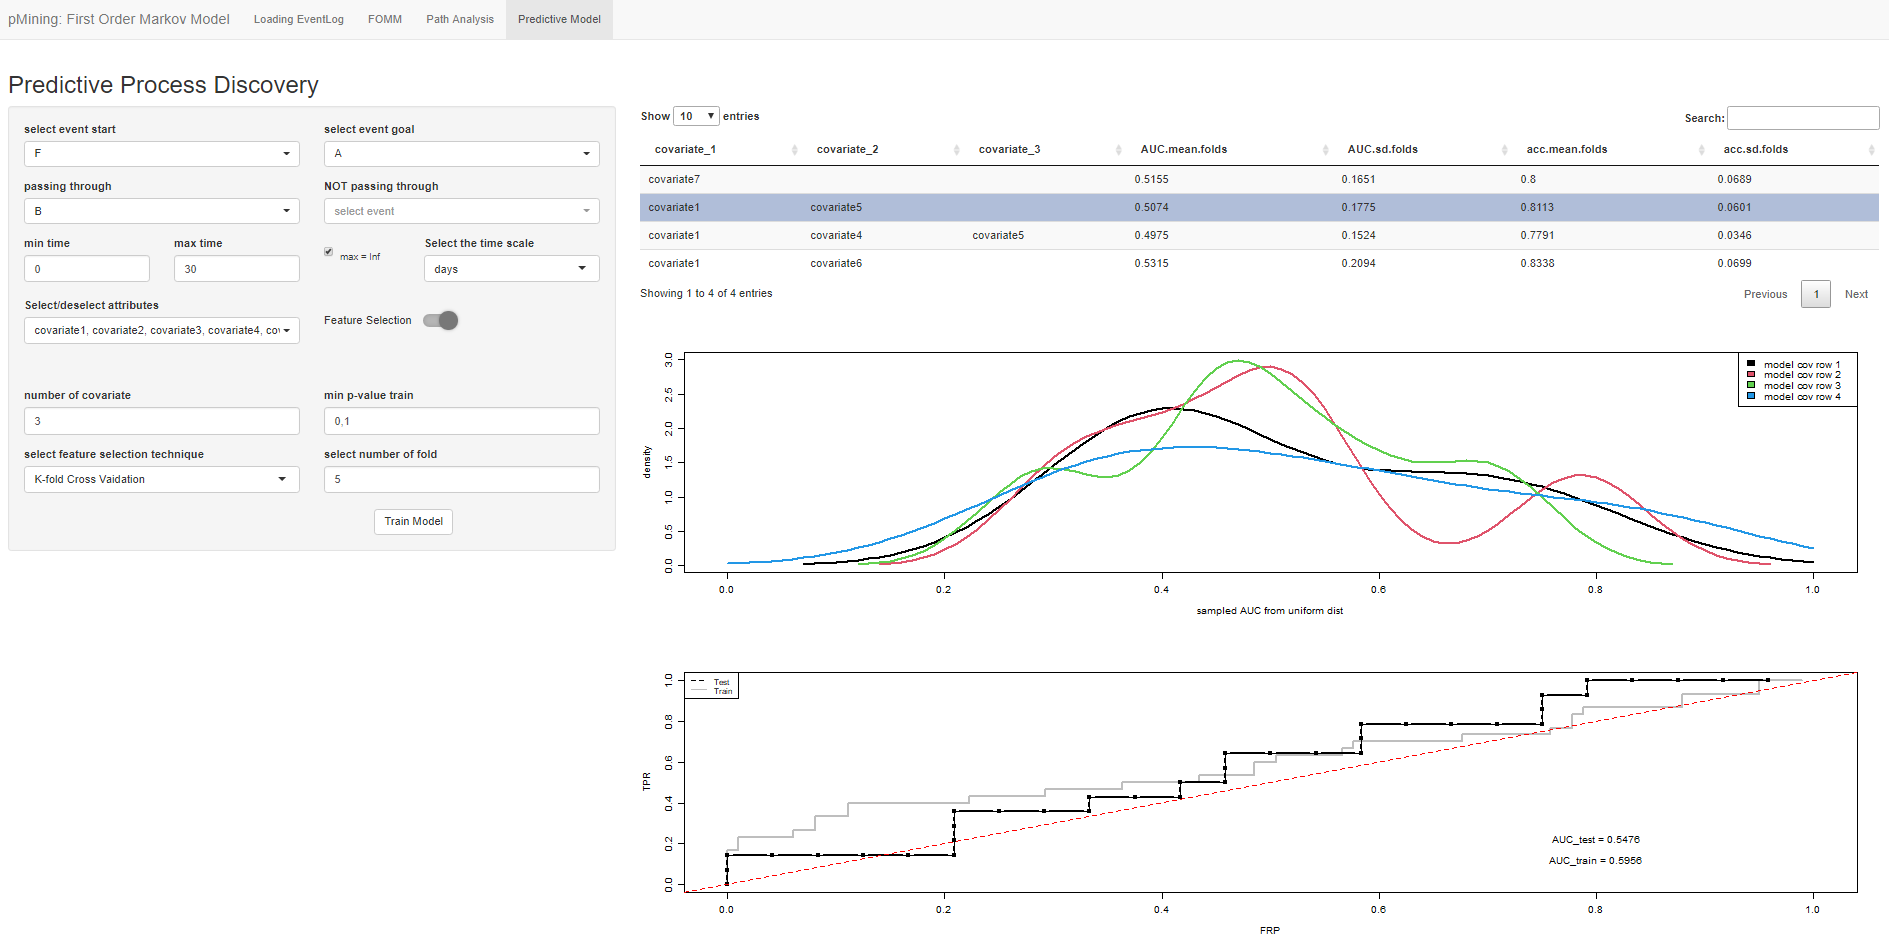 pMining: First Order Markov Model Loading EventLog FOMM Path Analysis Predictive Model
Predictive Process Discovery
select event start select event goal
F A
passing through NOT passing through
B select event
min time max time Select the time scale
0 30 max = Inf days
Select/deselect attributes
covariate1, covariate2, covariate3, covariate4, cov
Feature Selection
number of covariate min p-value train
3 0,1
select feature selection technique select number of fold
K-fold Cross Vaidation 5
Train Model
Show 10 entries Search:
covariate_1 covariate_2 covariate_3 AUC.mean.folds AUC.sd.folds acc.mean.folds acc.sd.folds
covariate7 0.5155 0.1651 0.8 0.0689
covariate1 covariate5 0.5074 0.1775 0.8113 0.0601
covariate1 covariate4 covariate5 0.4975 0.1524 0.7791 0.0346
covariate1 covariate6 0.5315 0.2094 0.8338 0.0699
Showing 1 to 4 of 4 entries Previous 1 Next
model cov row 1
model cov row 2
model cov row 3
model cov row 4
density
3.0
2.5
2.0
1.5
1.0
0.5
0.0
0.0 0.2 0.4 0.6 0.8 1.0
sampled AUC from uniform dist
Test
Train
TPR
1.0
0.8
0.6
0.4
0.2
0.0
AUC_test = 0.5476
AUC_train = 0.5956
0.0 0.2 0.4 0.6 0.8 1.0
FRP